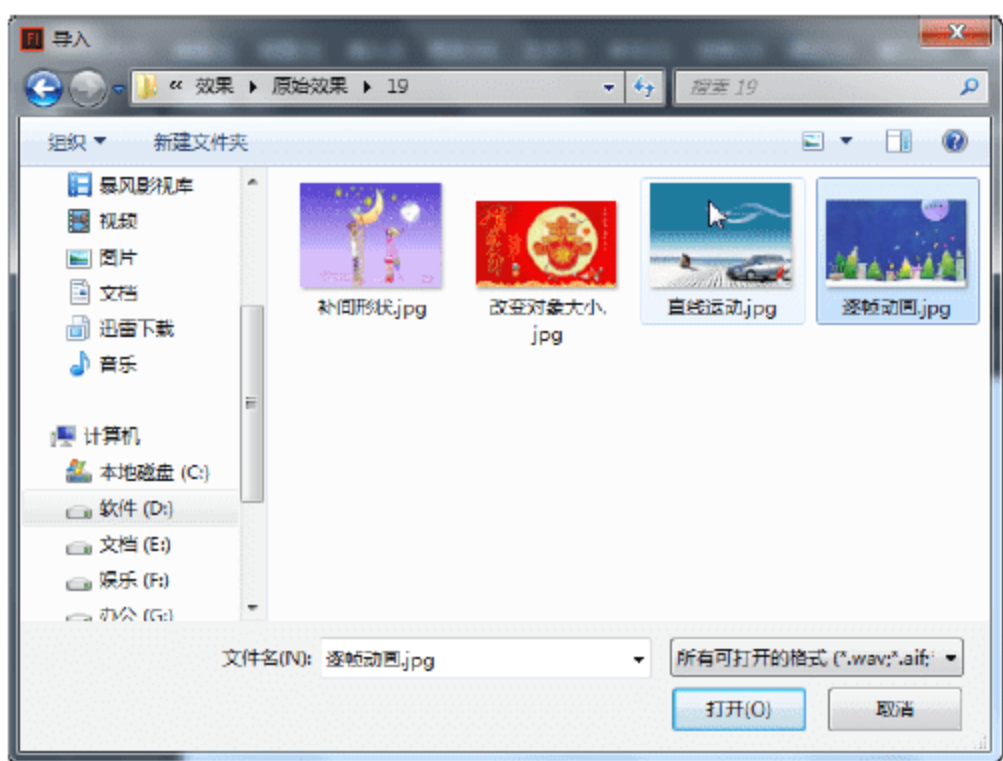 Fl 导入
« 效果 ▸ 原始效果 ▸ 19
搜索 19
组织
新建文件夹
暴风影视库
视频
图片
文档
迅雷下载
音乐
计算机
本地磁盘 (C:)
软件 (D:)
文档 (E:)
娱乐 (F:)
办公 (G:)
补间形状.jpg
改变对象大小.
jpg
直线运动.jpg
逐帧动画.jpg
文件名(N): 逐帧动画.jpg
所有可打开的格式 (*.wav;*.aif;
打开(O)
取消